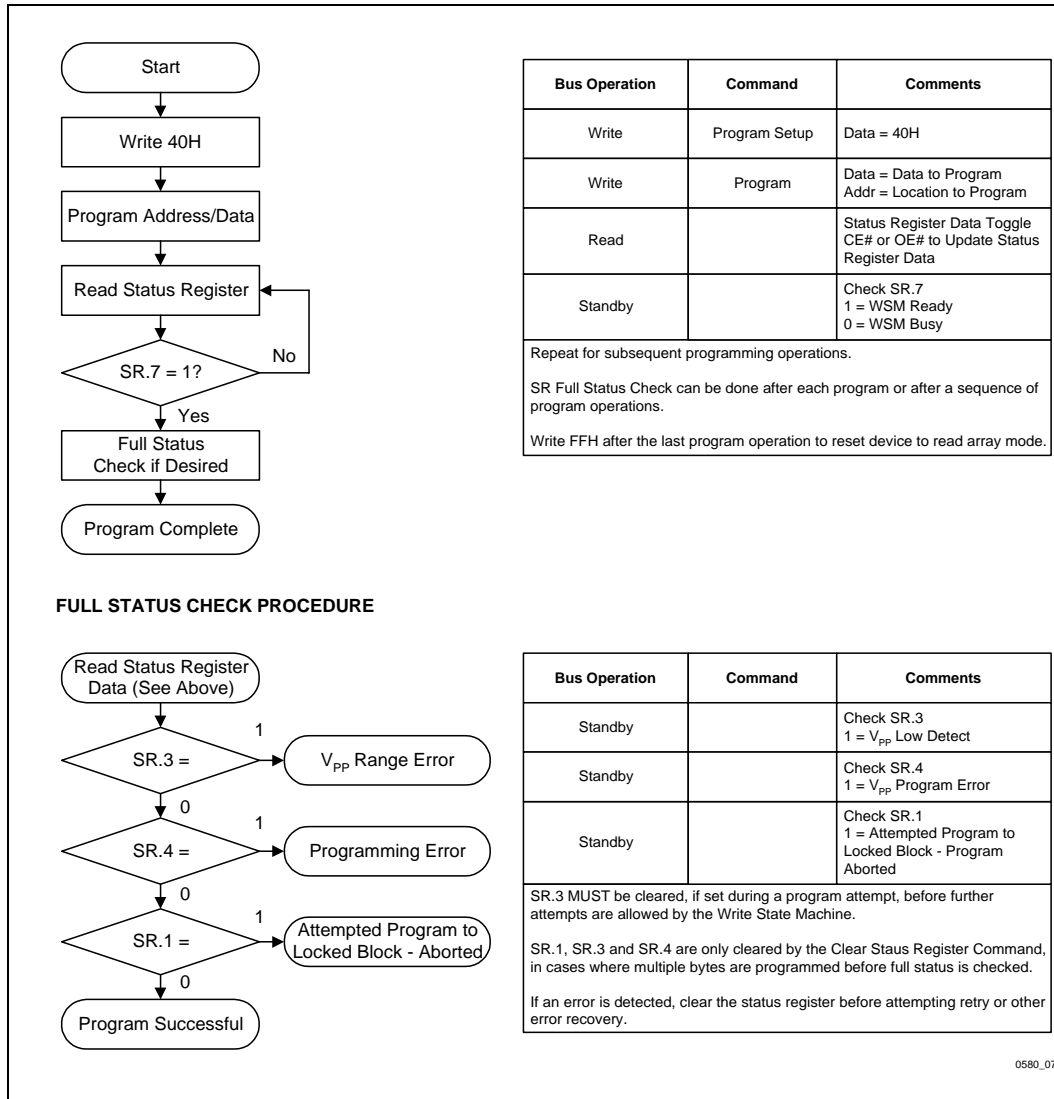 Start
Write 40H
Program Address/Data
Read Status Register
SR.7 = 1?
No
Yes
Full Status
Check if Desired
Program Complete
Bus Operation Command Comments
Write Program Setup Data = 40H
Write Program Data = Data to Program
Addr = Location to Program
Read Status Register Data Toggle
CE# or OE# to Update Status
Register Data
Standby Check SR.7
1 = WSM Ready
0 = WSM Busy
Repeat for subsequent programming operations.
SR Full Status Check can be done after each program or after a sequence of
program operations.
Write FFH after the last program operation to reset device to read array mode.
FULL STATUS CHECK PROCEDURE
Read Status Register
Data (See Above)
SR.3 =
1
VPP Range Error
0
SR.4 =
1
Programming Error
0
SR.1 =
1
Attempted Program to
Locked Block - Aborted
0
Program Successful
Bus Operation Command Comments
Standby Check SR.3
1 = VPP Low Detect
Standby Check SR.4
1 = VPP Program Error
Standby Check SR.1
1 = Attempted Program to
Locked Block - Program
Aborted
SR.3 MUST be cleared, if set during a program attempt, before further
attempts are allowed by the Write State Machine.
SR.1, SR.3 and SR.4 are only cleared by the Clear Staus Register Command,
in cases where multiple bytes are programmed before full status is checked.
If an error is detected, clear the status register before attempting retry or other
error recovery.
0580_07